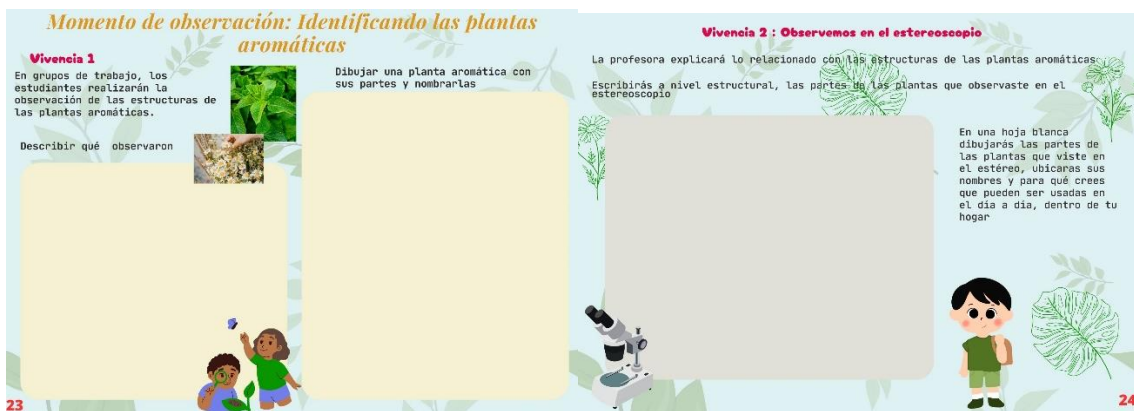 Momento de observación: Identificando las plantas
aromáticas
Vivencia 1
En grupos de trabajo, los
estudiantes realizarán la
observación de las estructuras de
las plantas aromáticas.
Describir qué observaron
Dibujar una planta aromática con
sus partes y nombrarlas
23
Vivencia 2 : Observemos en el estereoscopio
La profesora explicará lo relacionado con las estructuras de las plantas aromáticas
Escribirás a nivel estructural, las partes de las plantas que observaste en el
estereoscopio
En una hoja blanca
dibujarás las partes de
las plantas que viste en
el estéreo, ubicaras sus
nombres y para qué crees
que pueden ser usadas en
el dia a dia, dentro de tu
hogar
24